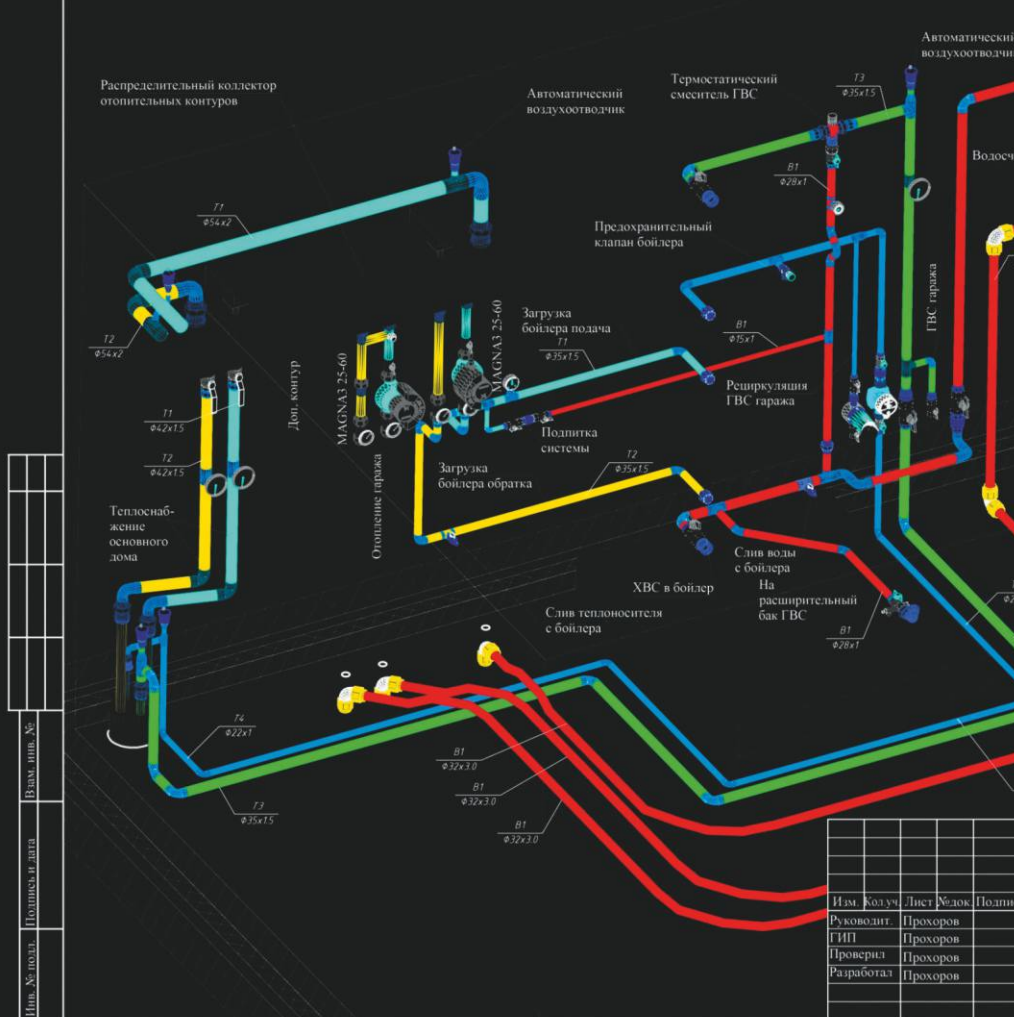 Автоматический
воздухоотводчи
Распределительный коллектор
отопительных контуров
Автоматический
воздухоотводчик
Термостатический
смеситель ГВС
Т3
Ф35х1.5
Водосч
В1
Ф28х1
Т1
Ф54х2
Предохранительный
клапан бойлера
ГВС гаража
Т2
Ф54х2
Доп. контур
MAGNA3 25-60
MAGNA3 25-60
Загрузка
бойлера подача
Т1
Ф35х1.5
В1
Ф15х1
Рециркуляция
ГВС гаража
Т1
Ф42х1.5
Т2
Ф42х1.5
Подпитка
системы
Отопление гаража
Загрузка
бойлера обратка
Т2
Ф35х1.5
Теплоснаб-
жение
основного
дома
Слив воды
с бойлера
ХВС в бойлер
На
расширительный
бак ГВС
В1
Ф28х1
Слив теплоносителя
с бойлера
Т4
Ф22х1
В1
Ф32х3.0
В1
Ф32х3.0
В1
Ф32х3.0
Т3
Ф35х1.5
Взам. инв. №
Подпись и дата
Инв. № подл.
Изм. Кол.уч. Лист №док. Подпи
Руководит. Прохоров
ГИП Прохоров
Проверил Прохоров
Разработал Прохоров